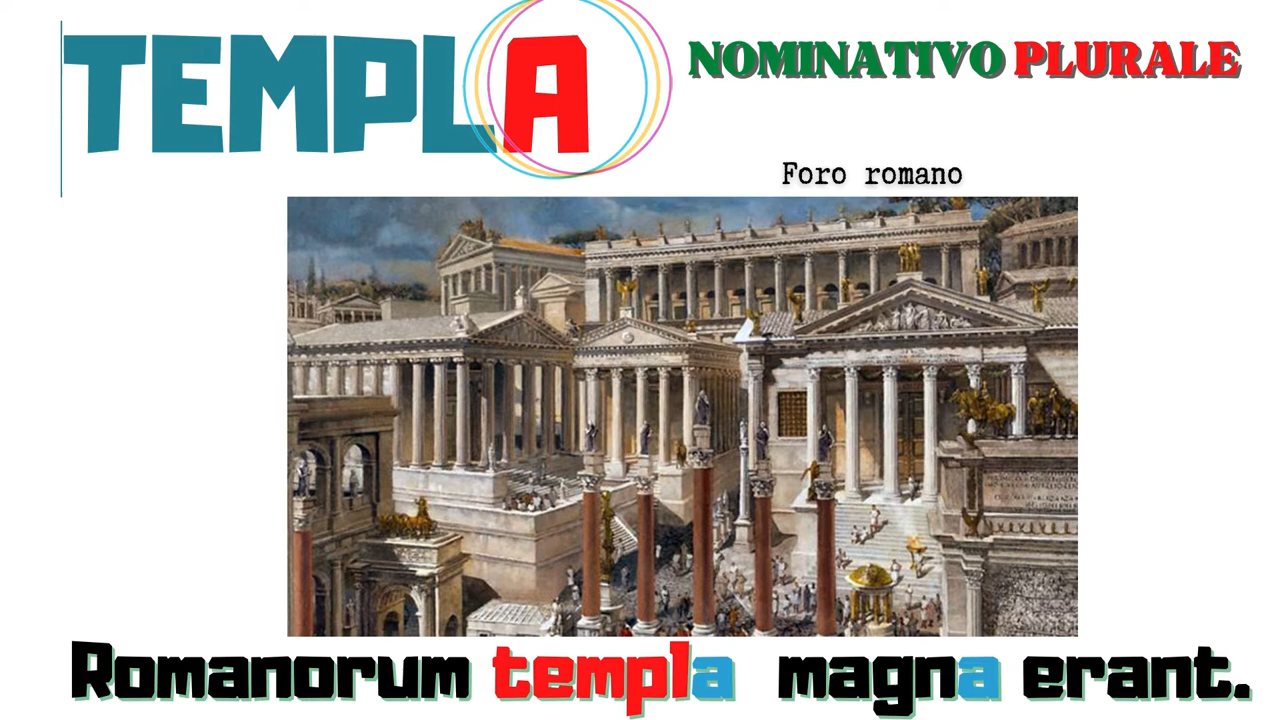 TEMPLA
NOMINATIVO PLURALE
Foro romano
Romanorum templa magna erant.